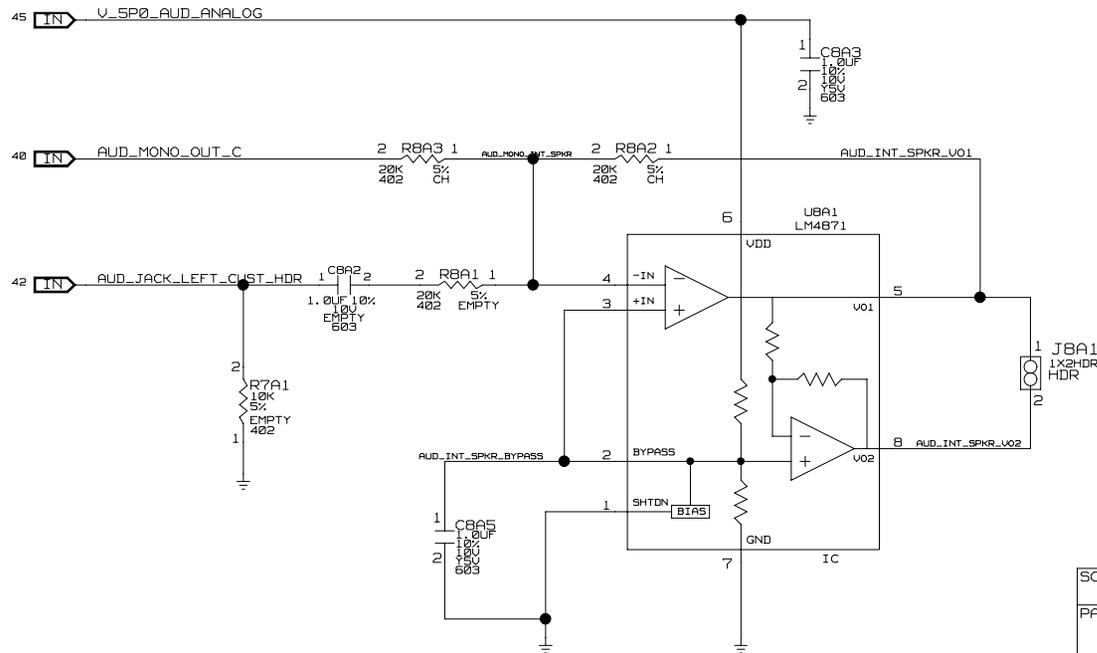 45 IN V_5P0_AUD_ANALOG
1 C8A3
1.0UF
10%
10V
2 Y5V
603
40 IN AUD_MONO_OUT_C
2 R8A3 1
20K 5%
402 CH
AUD_MONO_INT_SPKR
2 R8A2 1
20K 5%
402 CH
AUD_INT_SPKR_VO1
6 U8A1
LM4871
VDD
42 IN AUD_JACK_LEFT_CUST_HDR
1 C8A2 2
1.0UF 10%
10V
EMPTY
603
2 R8A1 1
20K 5%
402 EMPTY
4 -IN
3 +IN
VO1 5
1 J8A1
1X2HDR
HDR
2
2 R7A1
10K
5%
EMPTY
1 402
AUD_INT_SPKR_BYPASS 2 BYPASS
VO2 8 AUD_INT_SPKR_VO2
1 SHTDN BIAS
1 C8A5
1.0UF
10%
10V
2 Y5V
603
GND
7 IC
SC
PA